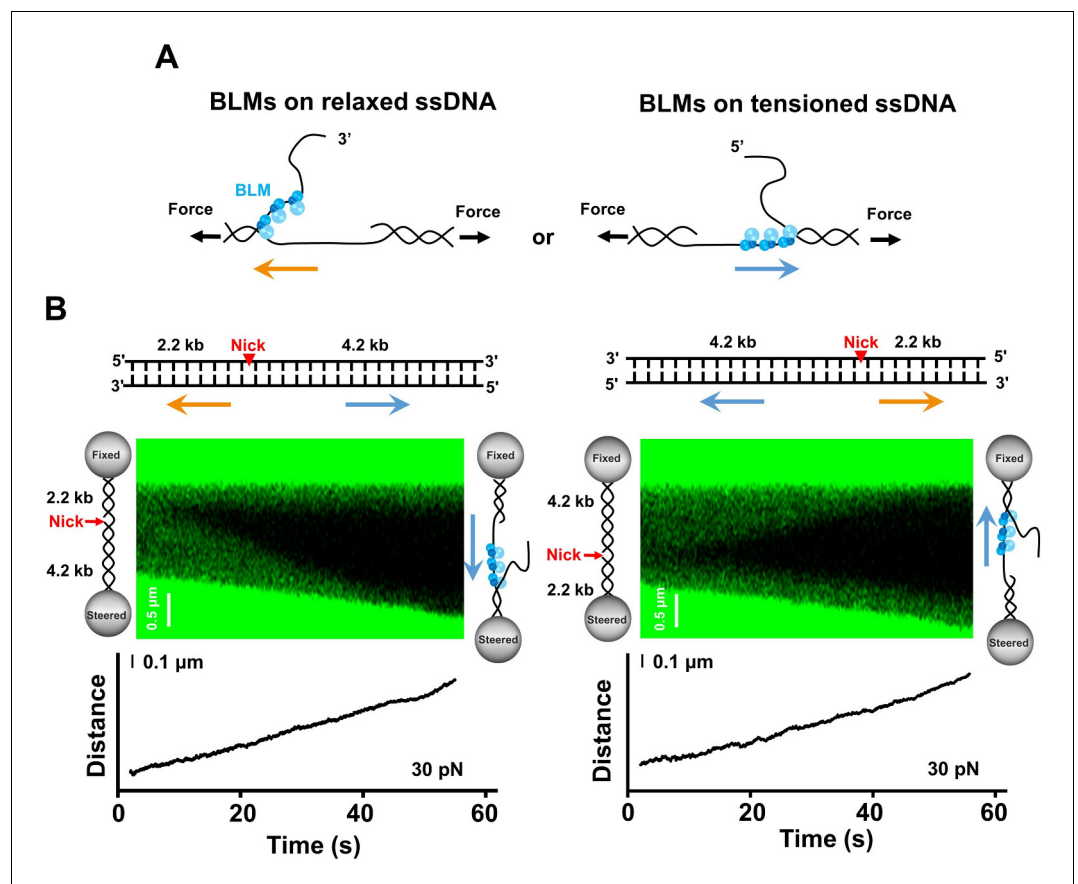 A
BLMs on relaxed ssDNA
3’
BLM
Force
Force
or
BLMs on tensioned ssDNA
5’
Force
Force
B
2.2 kb
Nick
4.2 kb
5'
3'
3'
5'
4.2 kb
Nick
2.2 kb
3'
5'
5'
3'
Fixed
2.2 kb
Nick
4.2 kb
Steered
0.5 µm
Fixed
Steered
Fixed
4.2 kb
Nick
2.2 kb
Steered
0.5 µm
Fixed
Steered
0.1 µm
Distance
30 pN
0
20
40
60
Time (s)
0.1 µm
Distance
30 pN
0
20
40
60
Time (s)